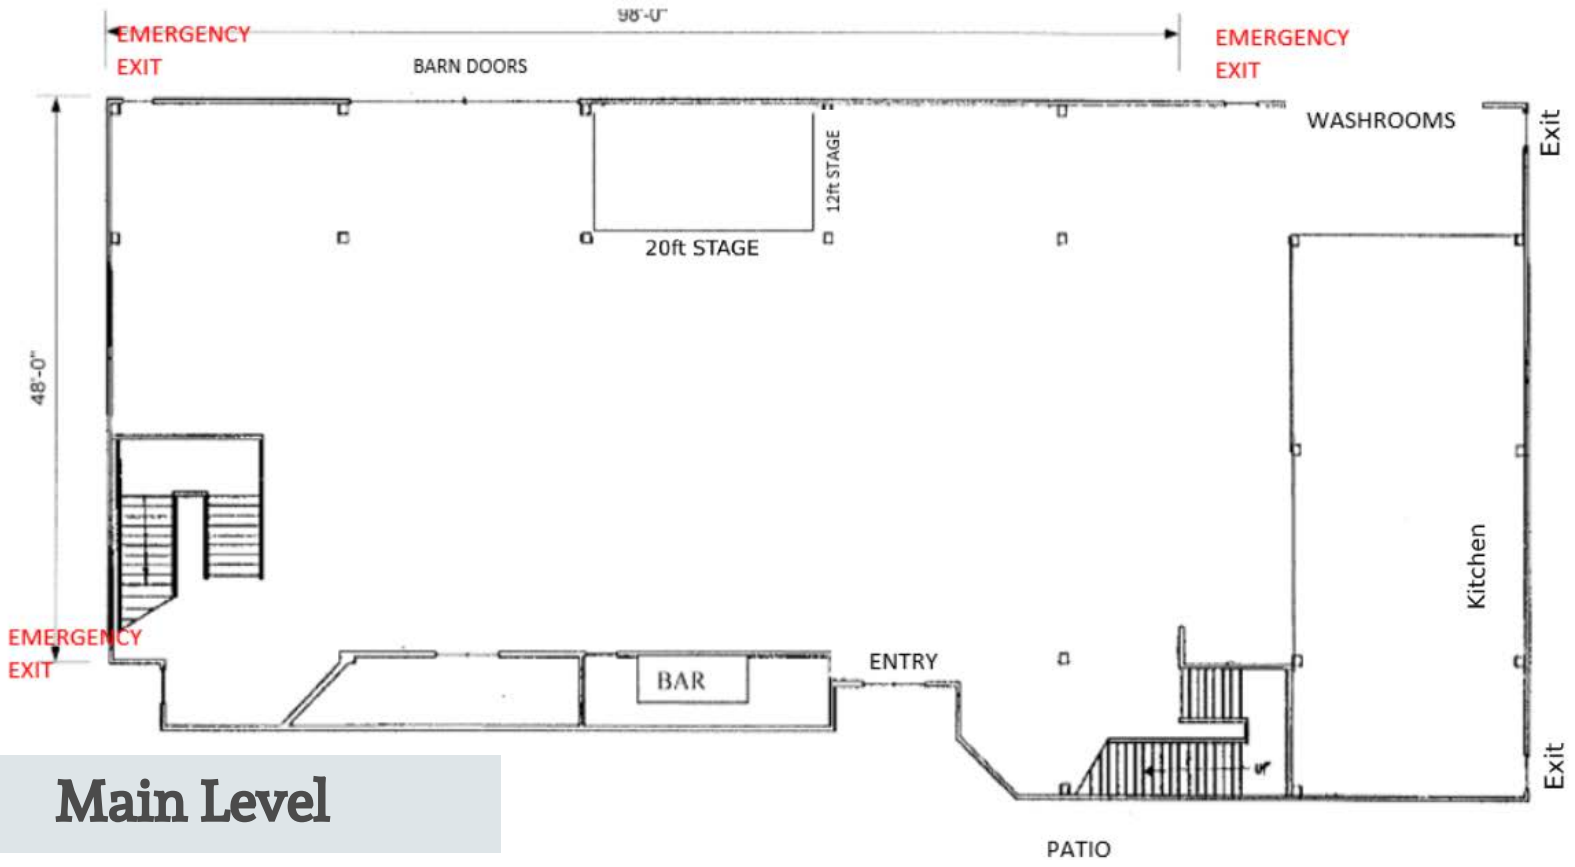 98'-0"
EMERGENCY
EXIT
EMERGENCY
EXIT
BARN DOORS
WASHROOMS
Exit
12ft STAGE
20ft STAGE
48'-0"
Kitchen
EMERGENCY
EXIT
ENTRY
BAR
UP
Exit
Main Level
PATIO